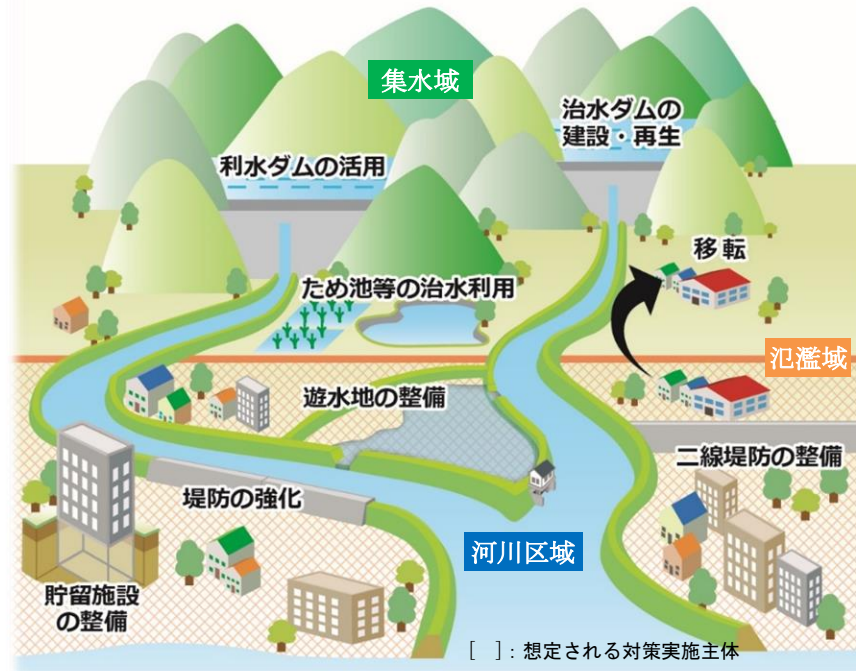 集水域
治水ダムの
建設・再生
利水ダムの活用
移転
ため池等の治水利用
氾濫域
遊水地の整備
二線堤防の整備
堤防の強化
河川区域
貯留施設
の整備
［　］：想定される対策実施主体